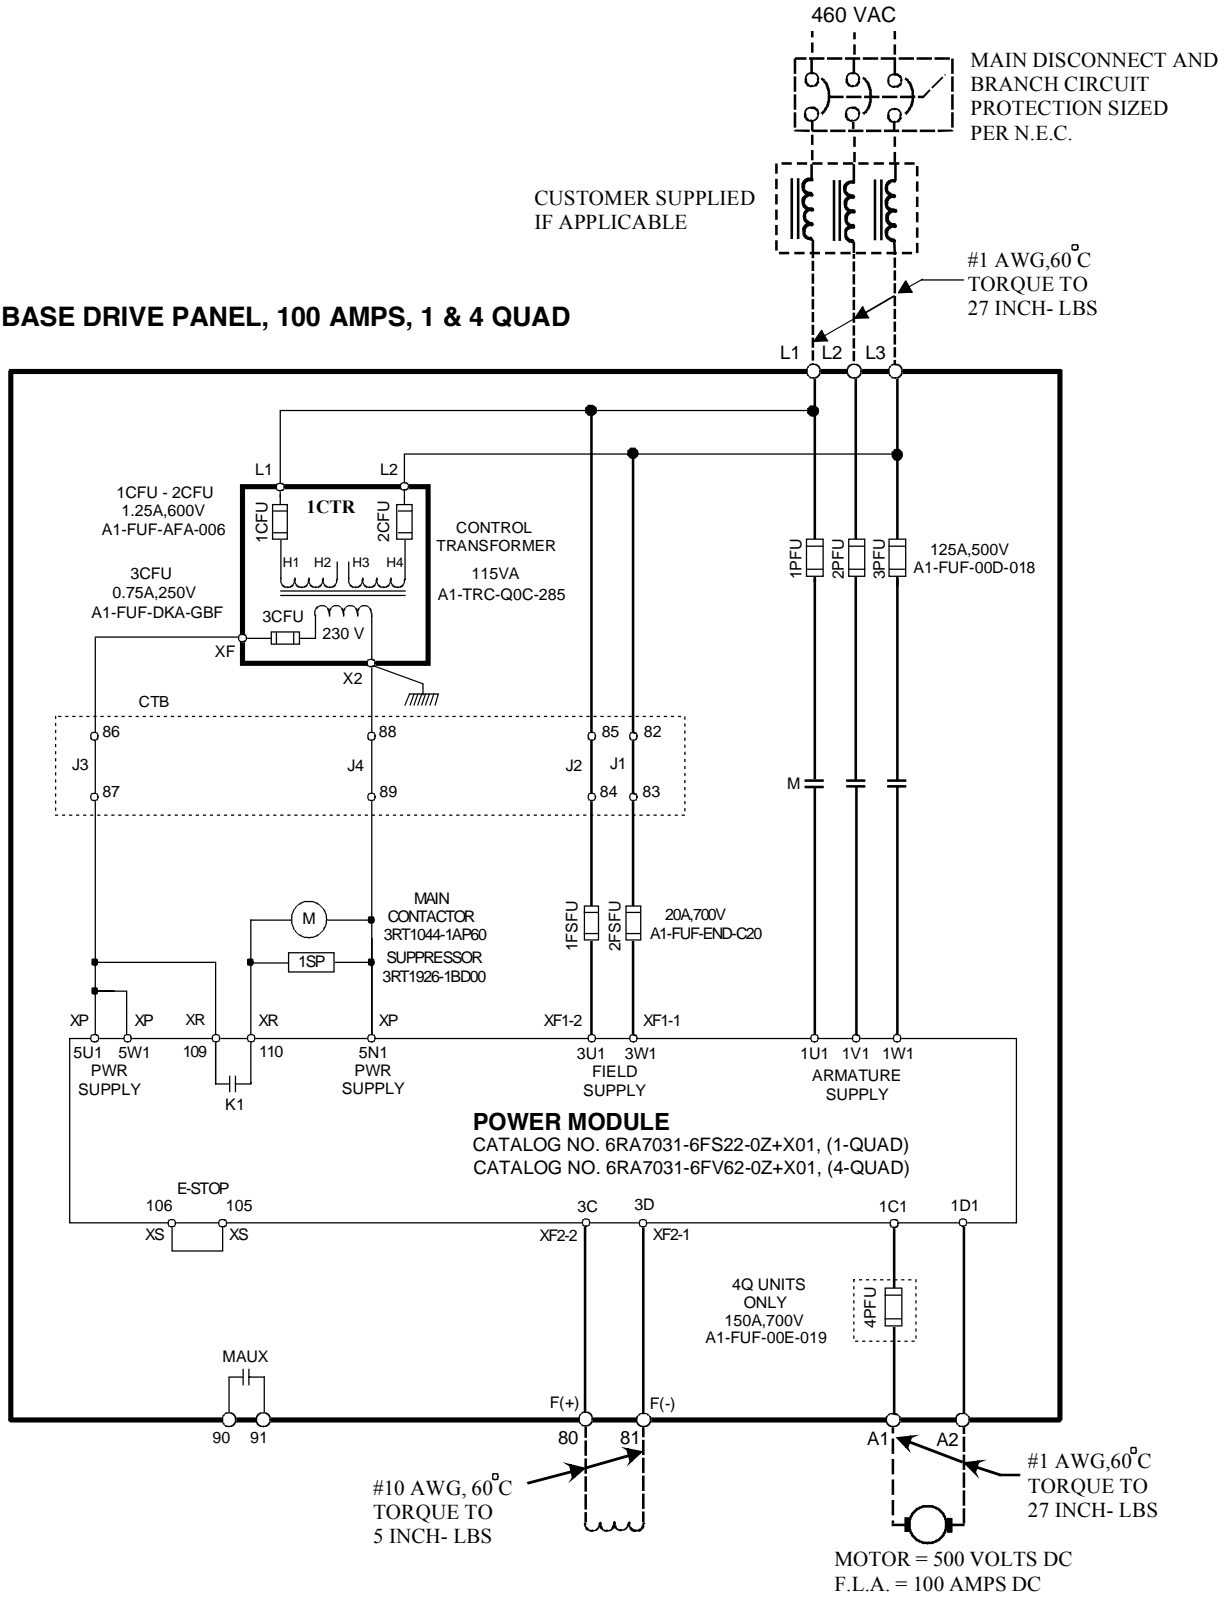 460 VAC
MAIN DISCONNECT AND
BRANCH CIRCUIT
PROTECTION SIZED
PER N.E.C.
CUSTOMER SUPPLIED
IF APPLICABLE
#1 AWG,60°C
TORQUE TO
27 INCH- LBS
BASE DRIVE PANEL, 100 AMPS, 1 & 4 QUAD
L1 L2 L3
L1 L2
1CFU - 2CFU
1.25A,600V
A1-FUF-AFA-006
1CFU
1CTR
2CFU
CONTROL
TRANSFORMER
115VA
A1-TRC-Q0C-285
H1 H2 H3 H4
3CFU
0.75A,250V
A1-FUF-DKA-GBF
3CFU
230 V
XF
X2
1PFU
2PFU
3PFU
125A,500V
A1-FUF-00D-018
CTB
86 88 85 82
J3 J4 J2 J1
87 89 84 83
M
M
MAIN
CONTACTOR
3RT1044-1AP60
1SP
SUPPRESSOR
3RT1926-1BD00
1FSFU
2FSFU
20A,700V
A1-FUF-END-C20
XP XP XR XR XP XF1-2 XF1-1
5U1 5W1 109 110 5N1 3U1 3W1 1U1 1V1 1W1
PWR
SUPPLY
K1
PWR
SUPPLY
FIELD
SUPPLY
ARMATURE
SUPPLY
POWER MODULE
CATALOG NO. 6RA7031-6FS22-0Z+X01, (1-QUAD)
CATALOG NO. 6RA7031-6FV62-0Z+X01, (4-QUAD)
E-STOP
106 105
XS XS
3C 3D 1C1 1D1
XF2-2 XF2-1
4Q UNITS
ONLY
150A,700V
A1-FUF-00E-019
4PFU
MAUX
90 91
F(+) F(-)
80 81
A1 A2
#10 AWG, 60°C
TORQUE TO
5 INCH- LBS
#1 AWG,60°C
TORQUE TO
27 INCH- LBS
MOTOR = 500 VOLTS DC
F.L.A. = 100 AMPS DC